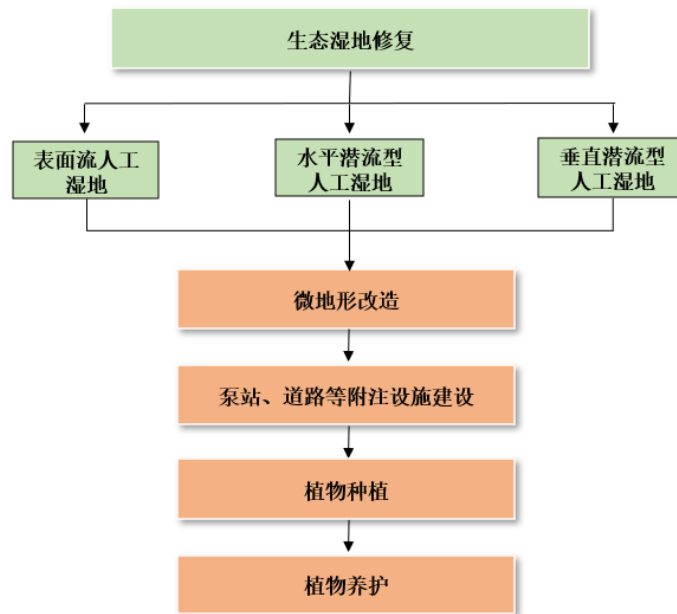 生态湿地修复
表面流人工
湿地
水平潜流型
人工湿地
垂直潜流型
人工湿地
微地形改造
泵站、道路等附注设施建设
植物种植
植物养护